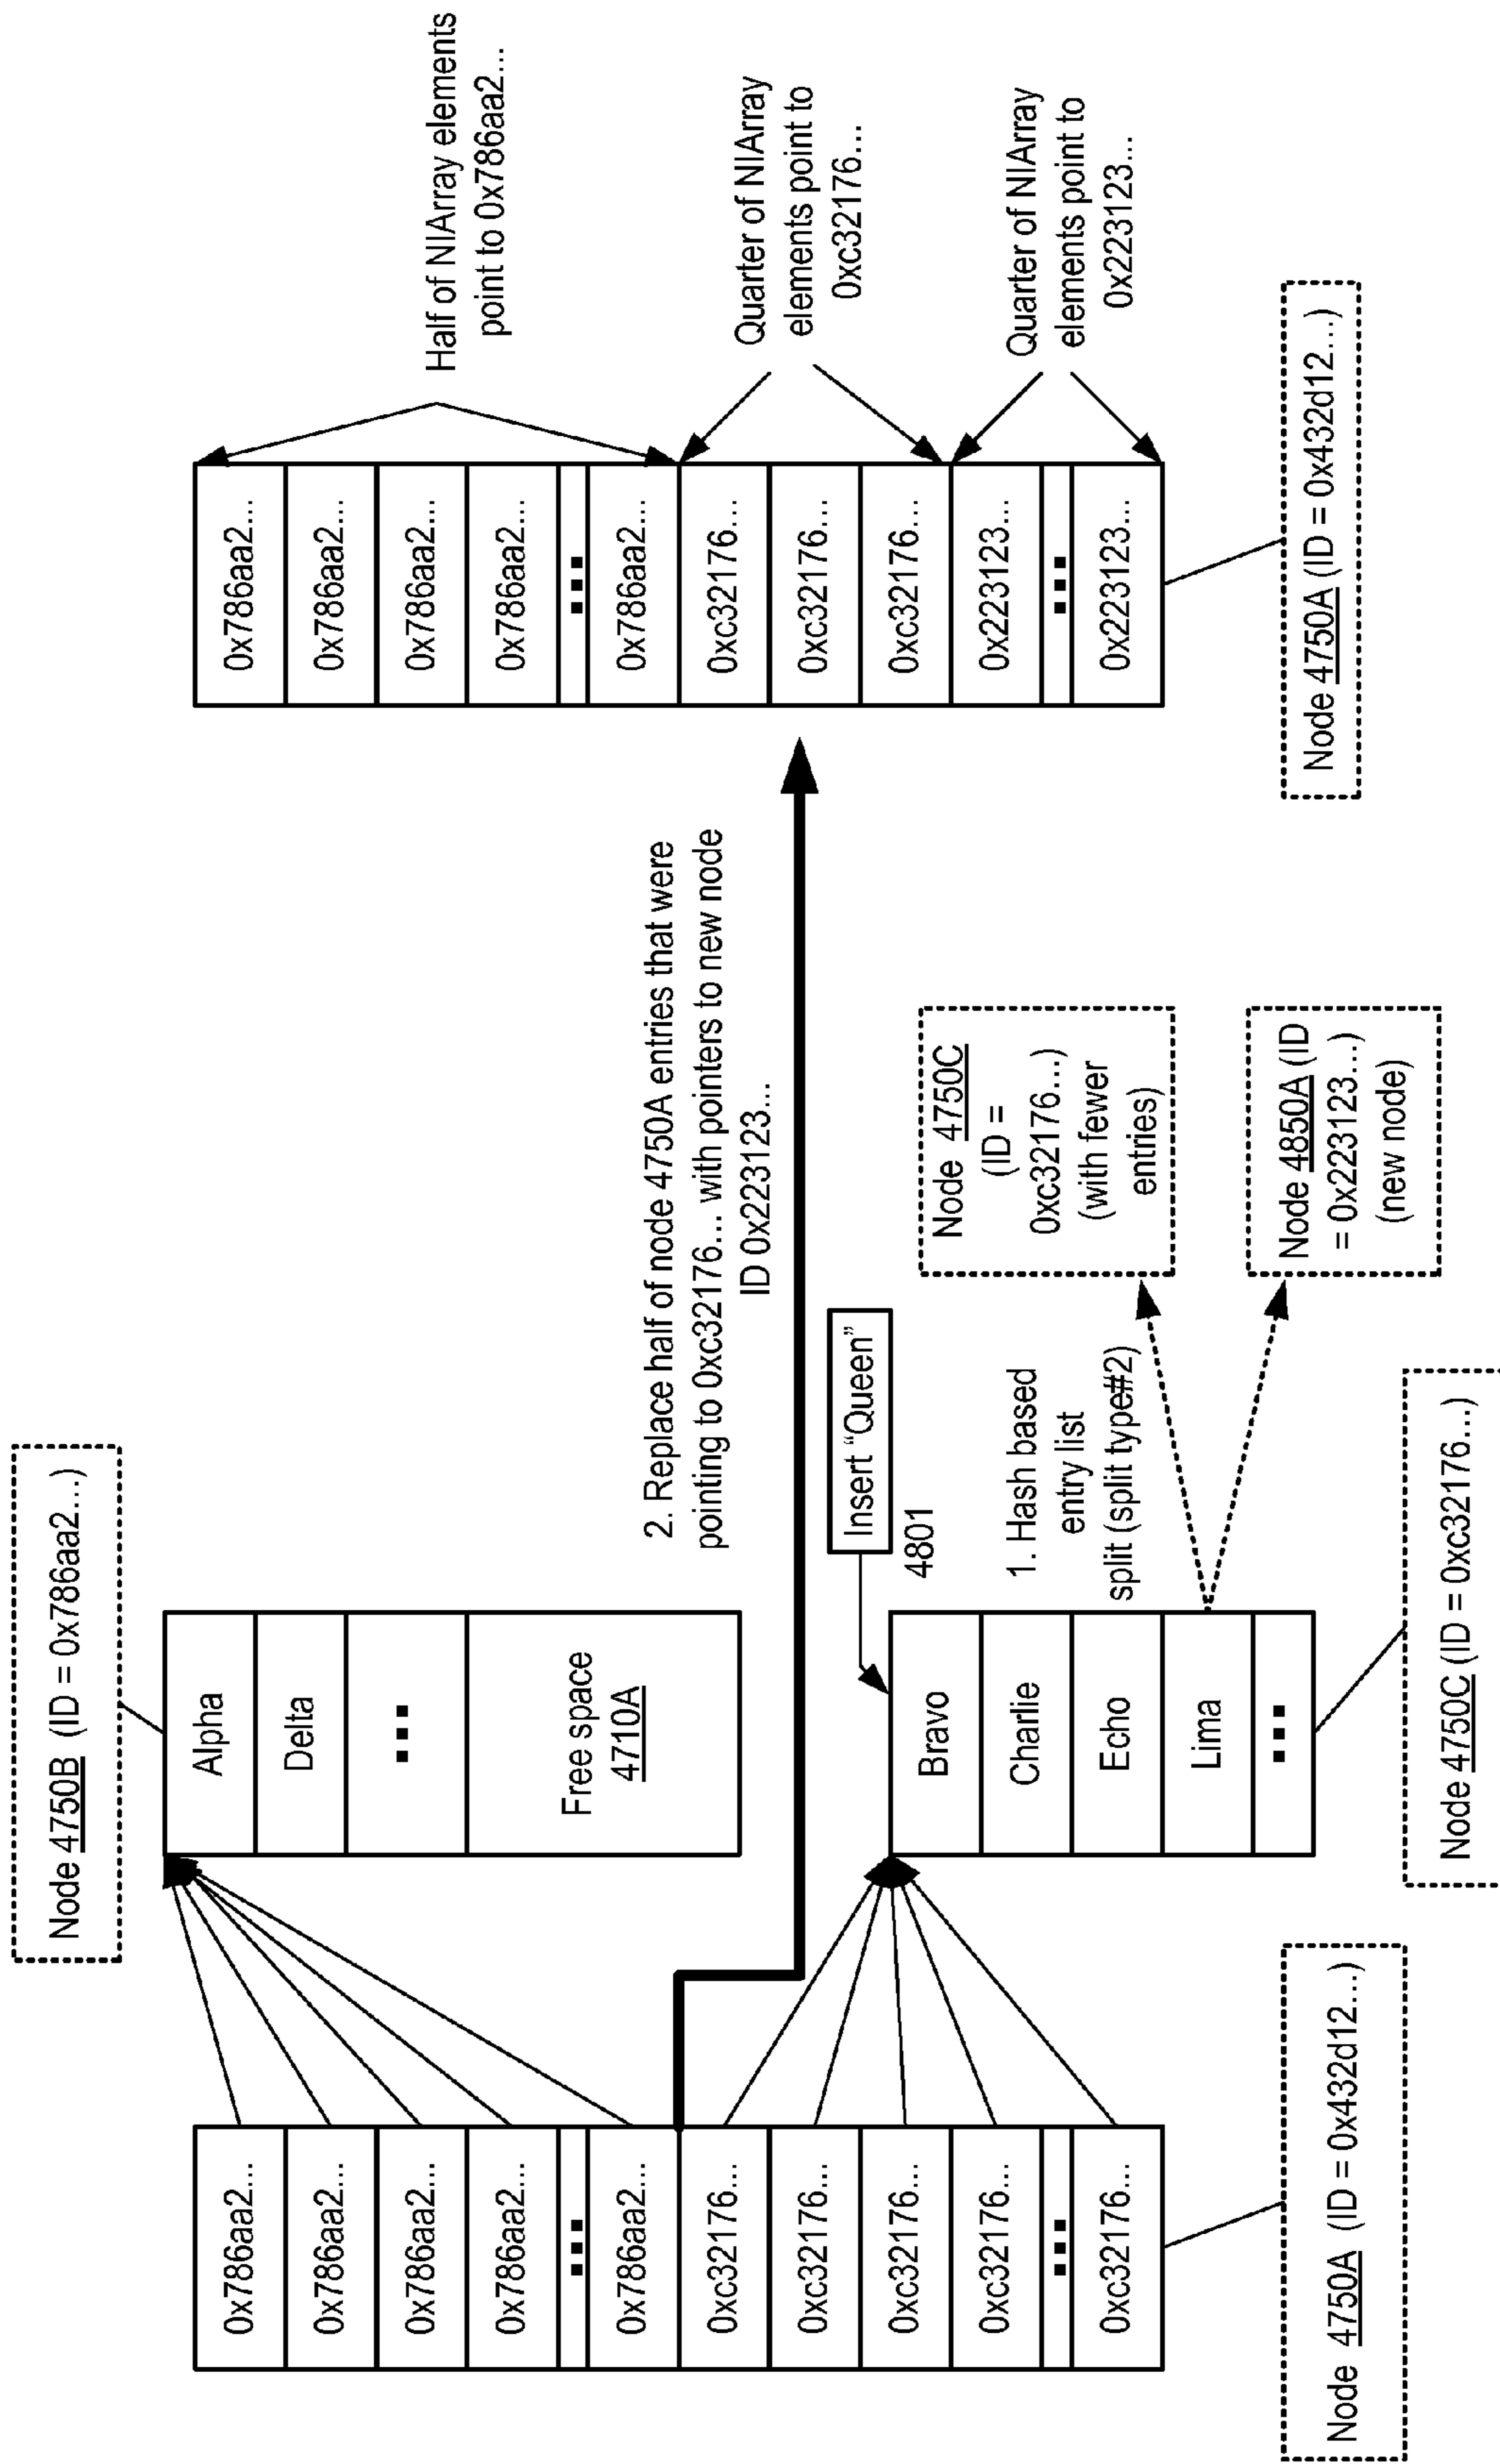 Node 4750B (ID = 0x786aa2...)
0x786aa2...
0x786aa2...
0x786aa2...
0x786aa2...
...
0x786aa2...
0xc32176...
0xc32176...
0xc32176...
0xc32176...
...
0xc32176...
Node 4750A (ID = 0x432d12...)
Alpha
Delta
...
Free space
4710A
Insert “Queen”
4801
Bravo
Charlie
Echo
Lima
...
Node 4750C (ID = 0xc32176...)
1. Hash based
entry list
split (split type#2)
Node 4750C
(ID =
0xc32176...)
(with fewer
entries)
Node 4850A (ID
= 0x223123...)
(new node)
2. Replace half of node 4750A entries that were
pointing to 0xc32176... with pointers to new node
ID 0x223123...
0x786aa2...
0x786aa2...
0x786aa2...
0x786aa2...
...
0x786aa2...
0xc32176...
0xc32176...
0xc32176...
0x223123...
...
0x223123...
Node 4750A (ID = 0x432d12...)
Half of NIArray elements
point to 0x786aa2...
Quarter of NIArray
elements point to
0xc32176...
Quarter of NIArray
elements point to
0x223123...